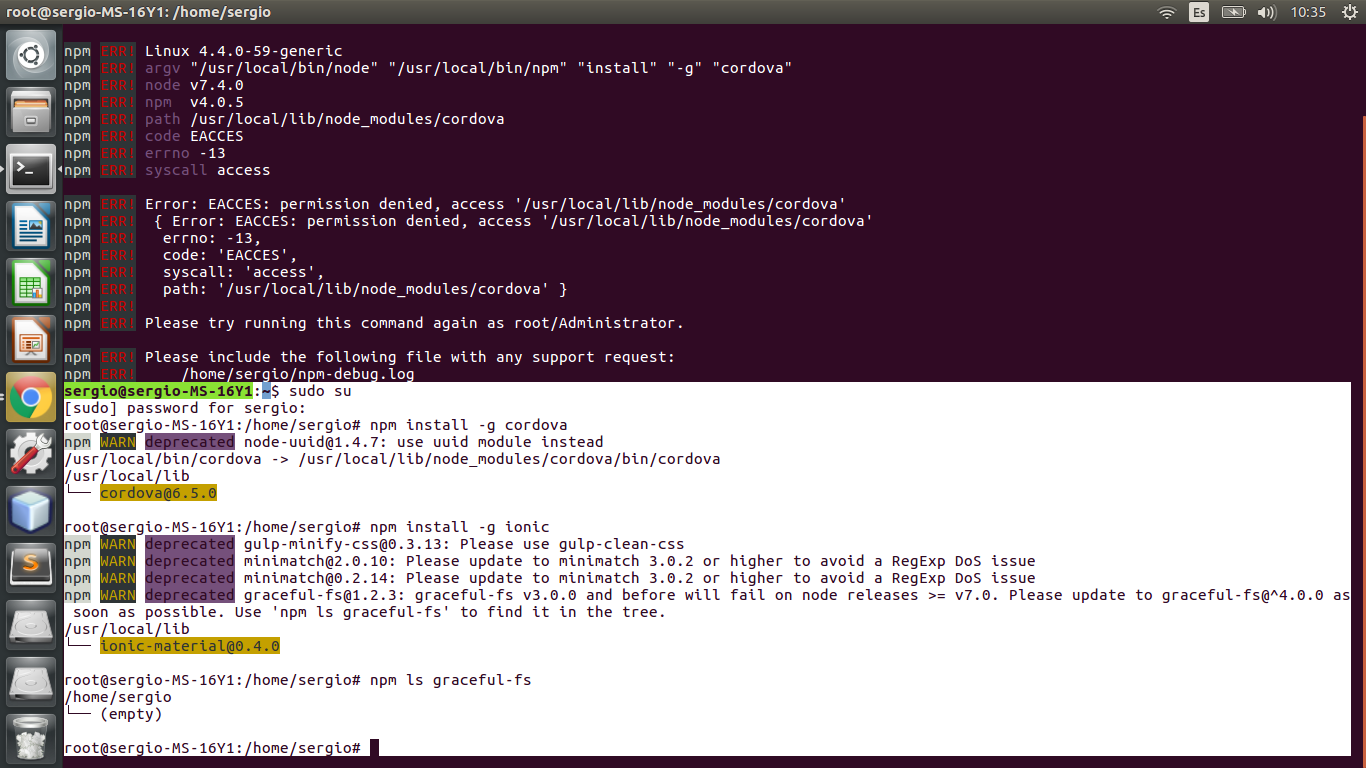 root@sergio-MS-16Y1: /home/sergio
Es
10:35
npm ERR! Linux 4.4.0-59-generic
npm ERR! argv "/usr/local/bin/node" "/usr/local/bin/npm" "install" "-g" "cordova"
npm ERR! node v7.4.0
npm ERR! npm  v4.0.5
npm ERR! path /usr/local/lib/node_modules/cordova
npm ERR! code EACCES
npm ERR! errno -13
npm ERR! syscall access
npm ERR! Error: EACCES: permission denied, access '/usr/local/lib/node_modules/cordova'
npm ERR!  { Error: EACCES: permission denied, access '/usr/local/lib/node_modules/cordova'
npm ERR!   errno: -13,
npm ERR!   code: 'EACCES',
npm ERR!   syscall: 'access',
npm ERR!   path: '/usr/local/lib/node_modules/cordova' }
npm ERR!
npm ERR! Please try running this command again as root/Administrator.
npm ERR! Please include the following file with any support request:
npm ERR!     /home/sergio/npm-debug.log
sergio@sergio-MS-16Y1:~$ sudo su
[sudo] password for sergio:
root@sergio-MS-16Y1:/home/sergio# npm install -g cordova
npm WARN deprecated node-uuid@1.4.7: use uuid module instead
/usr/local/bin/cordova -> /usr/local/lib/node_modules/cordova/bin/cordova
/usr/local/lib
└── cordova@6.5.0
root@sergio-MS-16Y1:/home/sergio# npm install -g ionic
npm WARN deprecated gulp-minify-css@0.3.13: Please use gulp-clean-css
npm WARN deprecated minimatch@2.0.10: Please update to minimatch 3.0.2 or higher to avoid a RegExp DoS issue
npm WARN deprecated minimatch@0.2.14: Please update to minimatch 3.0.2 or higher to avoid a RegExp DoS issue
npm WARN deprecated graceful-fs@1.2.3: graceful-fs v3.0.0 and before will fail on node releases >= v7.0. Please update to graceful-fs@^4.0.0 as
 soon as possible. Use 'npm ls graceful-fs' to find it in the tree.
/usr/local/lib
└── ionic-material@0.4.0
root@sergio-MS-16Y1:/home/sergio# npm ls graceful-fs
/home/sergio
└── (empty)
root@sergio-MS-16Y1:/home/sergio#